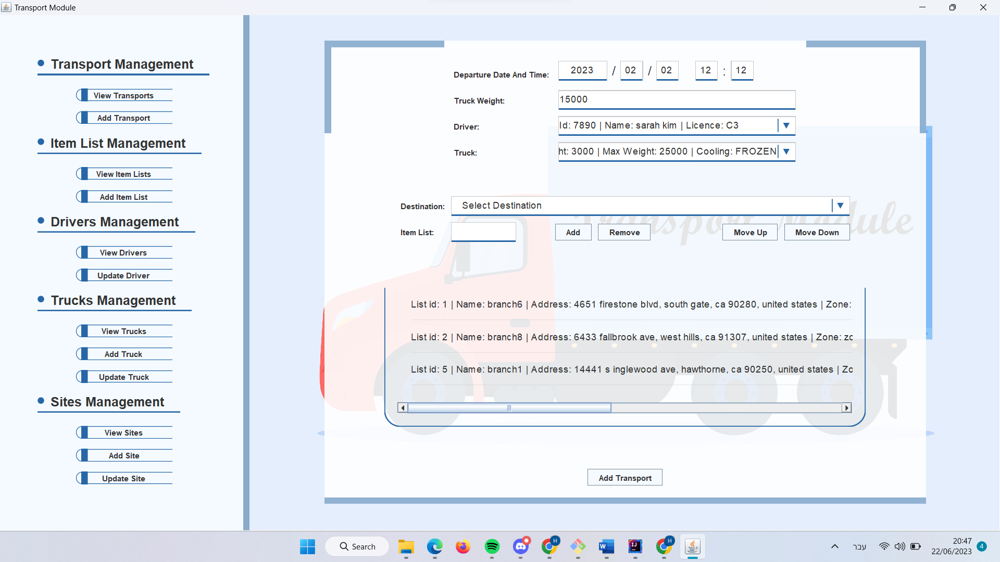 Transport Module
Transport Management
View Transports
Add Transport
Item List Management
View Item Lists
Add Item List
Drivers Management
View Drivers
Update Driver
Trucks Management
View Trucks
Add Truck
Update Truck
Sites Management
View Sites
Add Site
Update Site
Departure Date And Time: 2023 / 02 / 02 12 : 12
Truck Weight: 15000
Driver: Id: 7890 | Name: sarah kim | Licence: C3
Truck: ht: 3000 | Max Weight: 25000 | Cooling: FROZEN
Transport Module
Destination: Select Destination
Item List: Add Remove Move Up Move Down
List id: 1 | Name: branch6 | Address: 4651 firestone blvd, south gate, ca 90280, united states | Zone:
List id: 2 | Name: branch8 | Address: 6433 fallbrook ave, west hills, ca 91307, united states | Zone: zo
List id: 5 | Name: branch1 | Address: 14441 s inglewood ave, hawthorne, ca 90250, united states | Zo
Add Transport
Search
H
W
IJ
H
עבר
20:47
22/06/2023
4